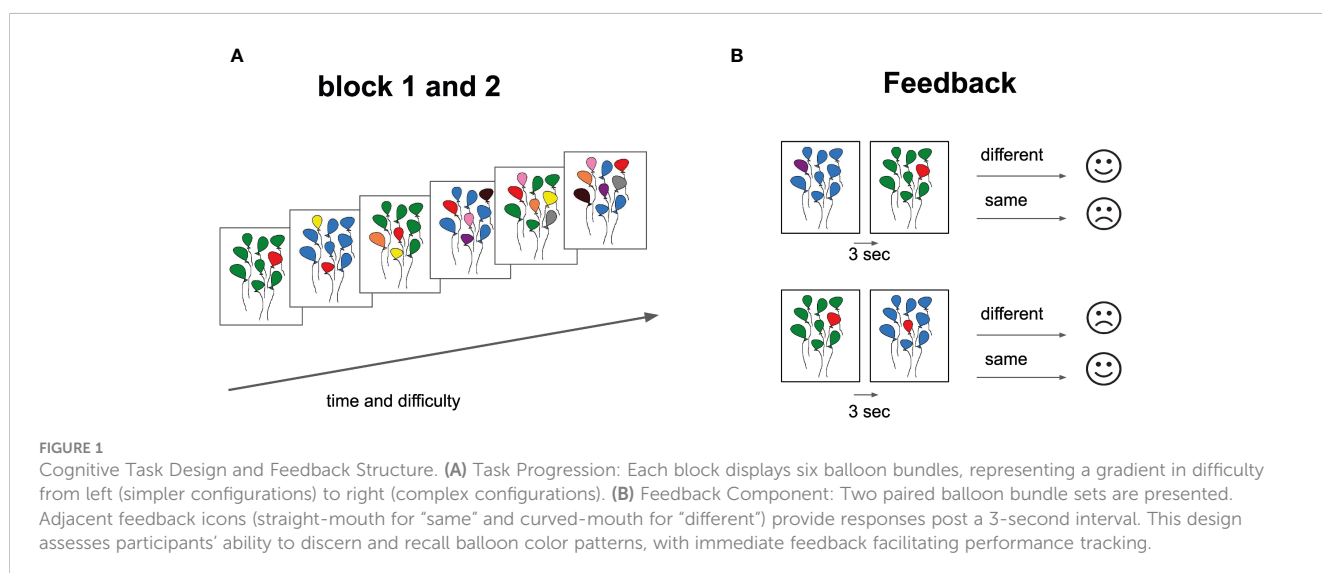 A
block 1 and 2
time and difficulty
B
Feedback
different
same
3 sec
different
same
3 sec
FIGURE 1
Cognitive Task Design and Feedback Structure. (A) Task Progression: Each block displays six balloon bundles, representing a gradient in difficulty
from left (simpler configurations) to right (complex configurations). (B) Feedback Component: Two paired balloon bundle sets are presented.
Adjacent feedback icons (straight-mouth for “same” and curved-mouth for “different”) provide responses post a 3-second interval. This design
assesses participants’ ability to discern and recall balloon color patterns, with immediate feedback facilitating performance tracking.